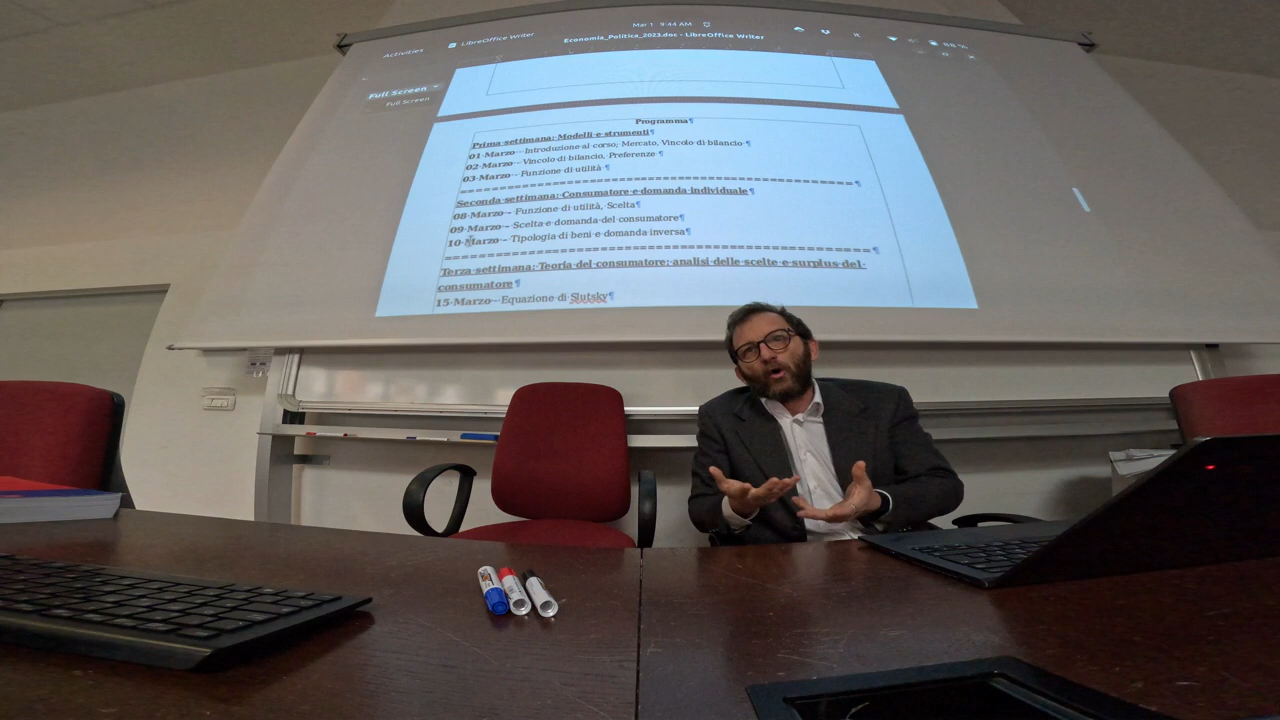 Mar 1 9:44 AM
Activities
LibreOffice Writer
Economia_Politica_2023.doc - LibreOffice Writer
it
88 %
Full Screen
Full Screen
Programma¶
Prima settimana: Modelli e strumenti¶
01 Marzo - Introduzione al corso; Mercato, Vincolo di bilancio ¶
02 Marzo - Vincolo di bilancio, Preferenze ¶
03 Marzo - Funzione di utilità ¶
Seconda settimana: Consumatore e domanda individuale
08 Marzo – Funzione di utilità, Scelta¶
09 Marzo – Scelta e domanda del consumatore¶
10 Marzo – Tipologia di beni e domanda inversa¶
Terza settimana: Teoria del consumatore: analisi delle scelte e surplus del
consumatore¶
15 Marzo - Equazione di Slutsky¶